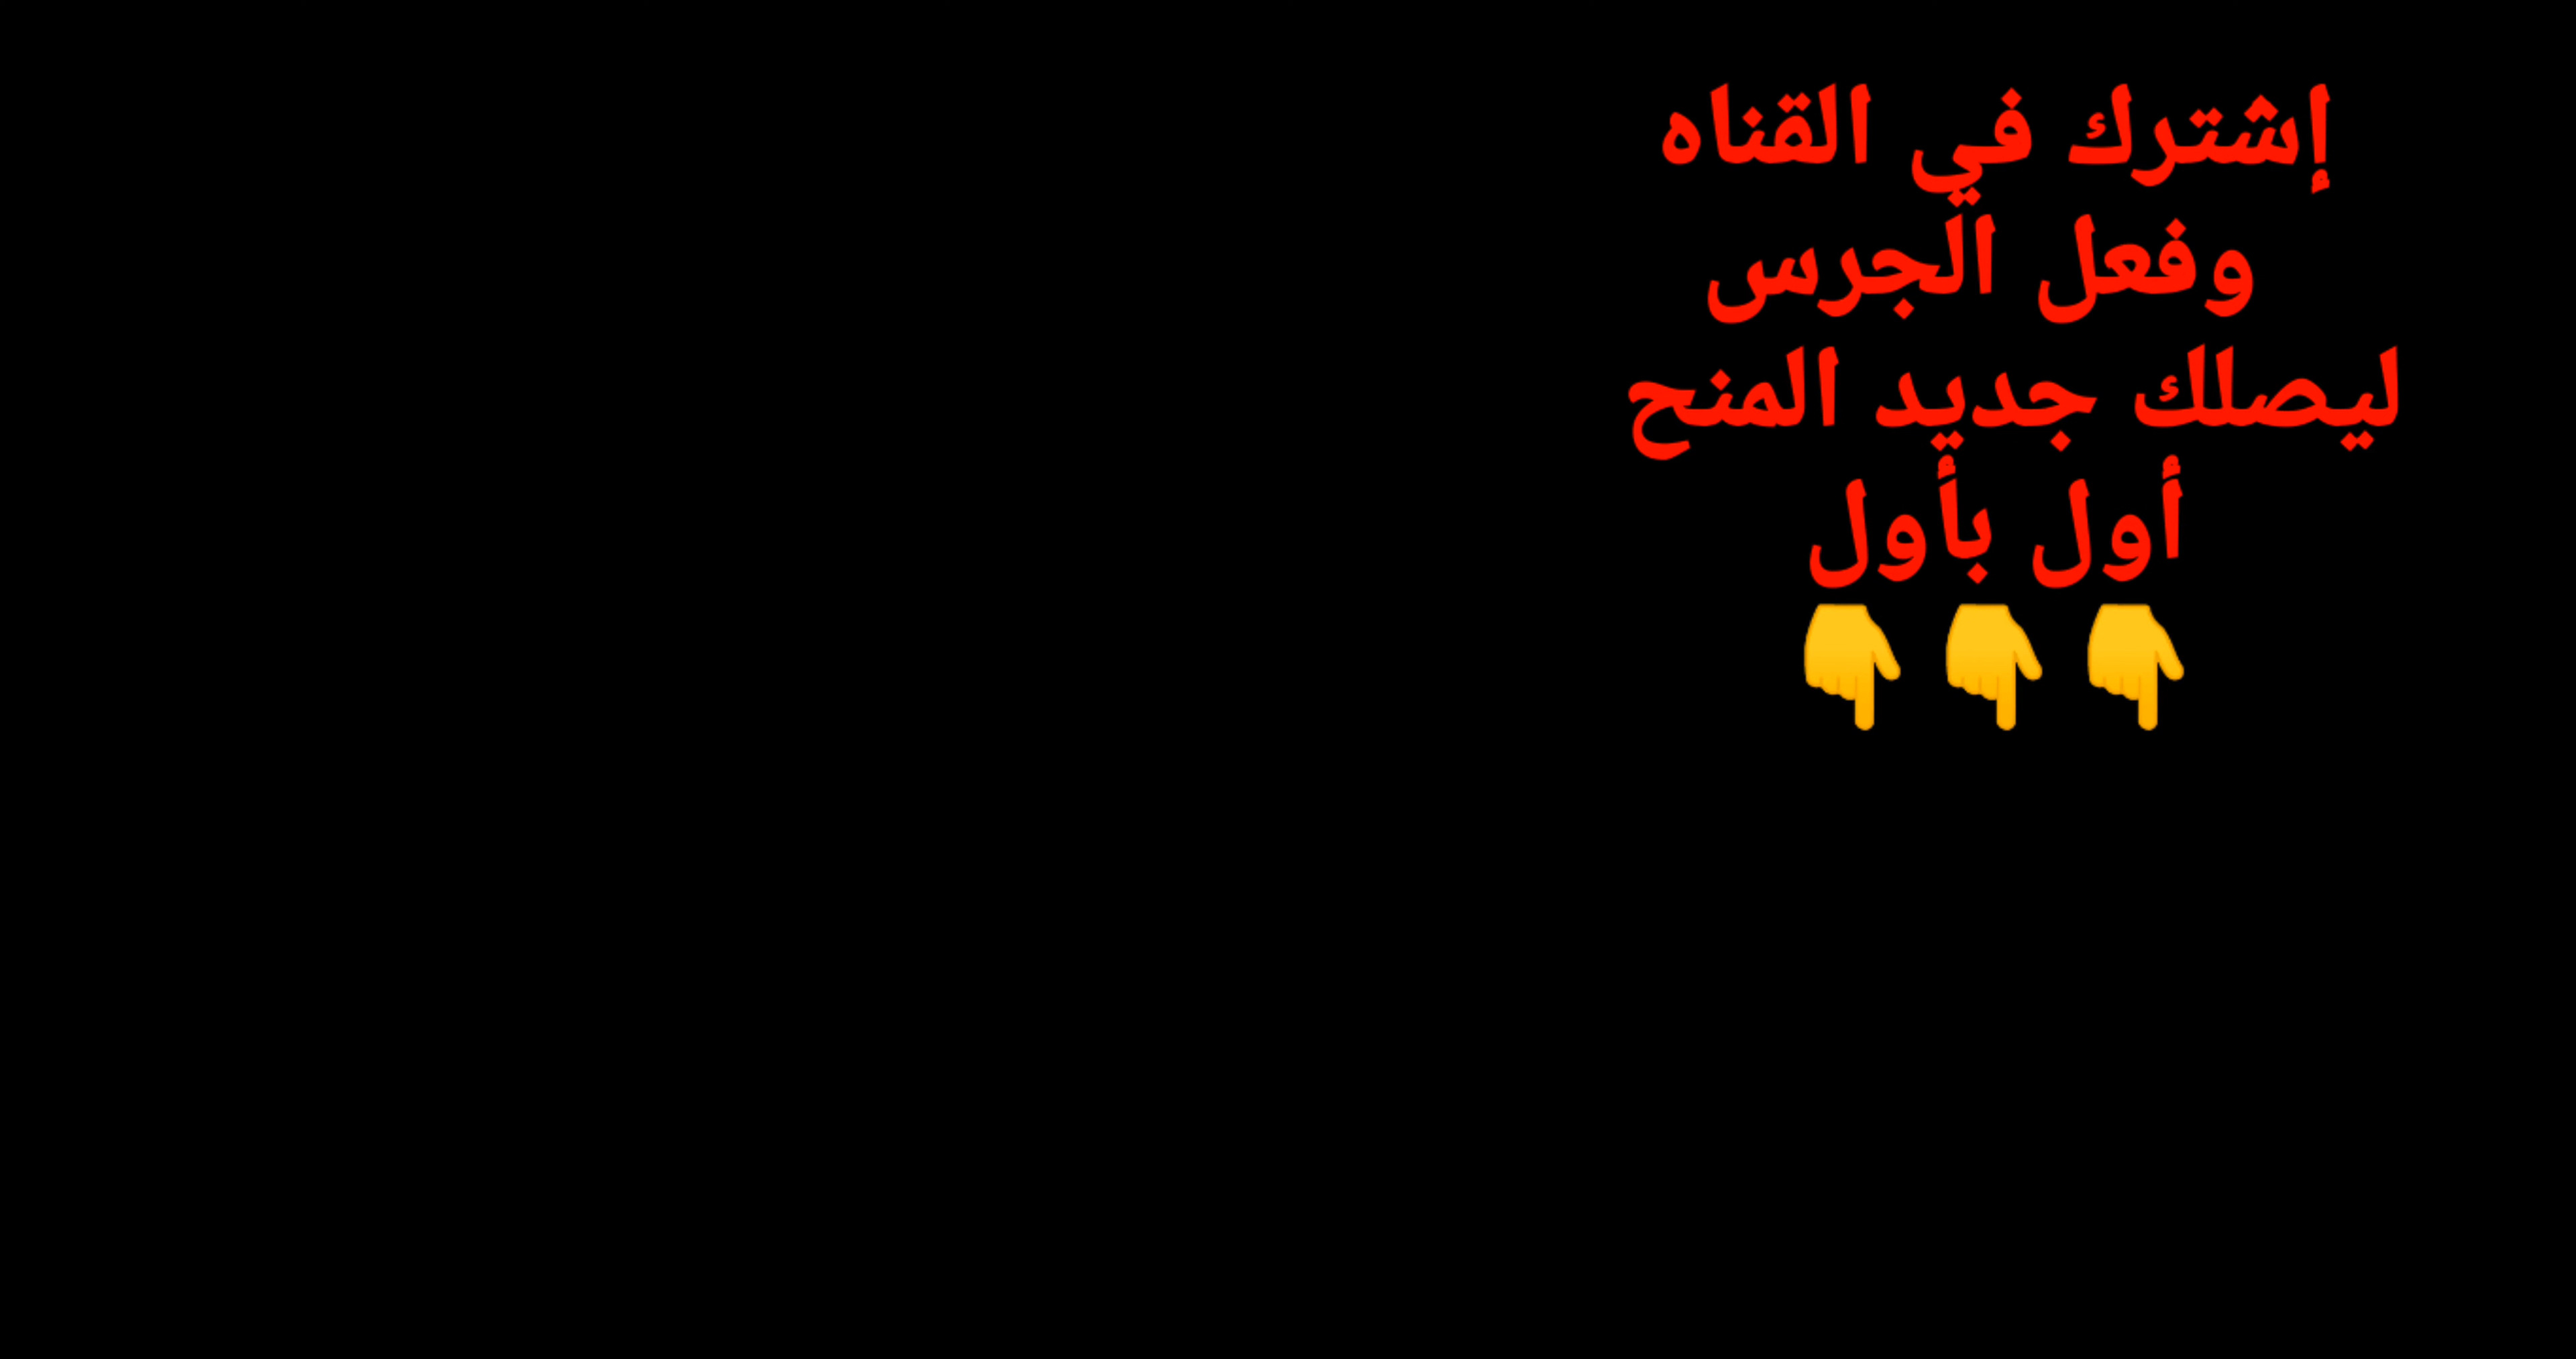 إشترك في القناه
وفعل الجرس
ليصلك جديد المنح
أول بأول
👇👇👇